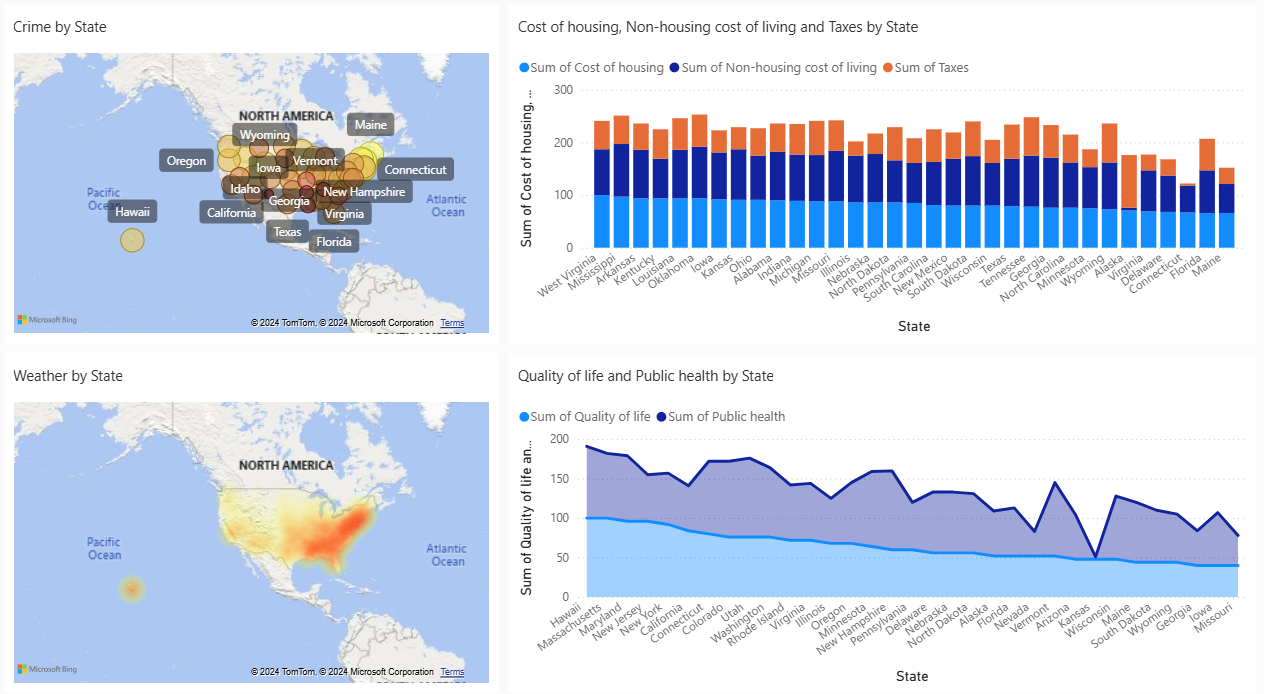 Crime by State
NORTH AMERICA
Wyoming
Maine
Oregon
Iowa
Vermont
Connecticut
Idaho
New Hampshire
Pacific
Ocean
Georgia
Atlantic
Ocean
Hawaii
California
Virginia
Texas
Florida
Microsoft Bing
© 2024 TomTom, © 2024 Microsoft Corporation Terms
Cost of housing, Non-housing cost of living and Taxes by State
Sum of Cost of housing Sum of Non-housing cost of living Sum of Taxes
Sum of Cost of housing, ...
300
200
100
0
West Virginia
Mississippi
Arkansas
Kentucky
Louisiana
Oklahoma
Iowa
Kansas
Ohio
Alabama
Indiana
Michigan
Missouri
Illinois
Nebraska
North Dakota
Pennsylvania
South Carolina
New Mexico
South Dakota
Wisconsin
Texas
Tennessee
Georgia
North Carolina
Minnesota
Wyoming
Alaska
Virginia
Delaware
Connecticut
Florida
Maine
State
Weather by State
NORTH AMERICA
Pacific
Ocean
Atlantic
Ocean
Microsoft Bing
© 2024 TomTom, © 2024 Microsoft Corporation Terms
Quality of life and Public health by State
Sum of Quality of life Sum of Public health
Sum of Quality of life an...
200
150
100
50
0
Hawaii
Massachusetts
Maryland
New Jersey
New York
California
Connecticut
Colorado
Utah
Washington
Rhode Island
Virginia
Illinois
Oregon
Minnesota
New Hampshire
Pennsylvania
Delaware
Nebraska
North Dakota
Alaska
Florida
Nevada
Vermont
Arizona
Kansas
Wisconsin
Maine
South Dakota
Wyoming
Georgia
Iowa
Missouri
State